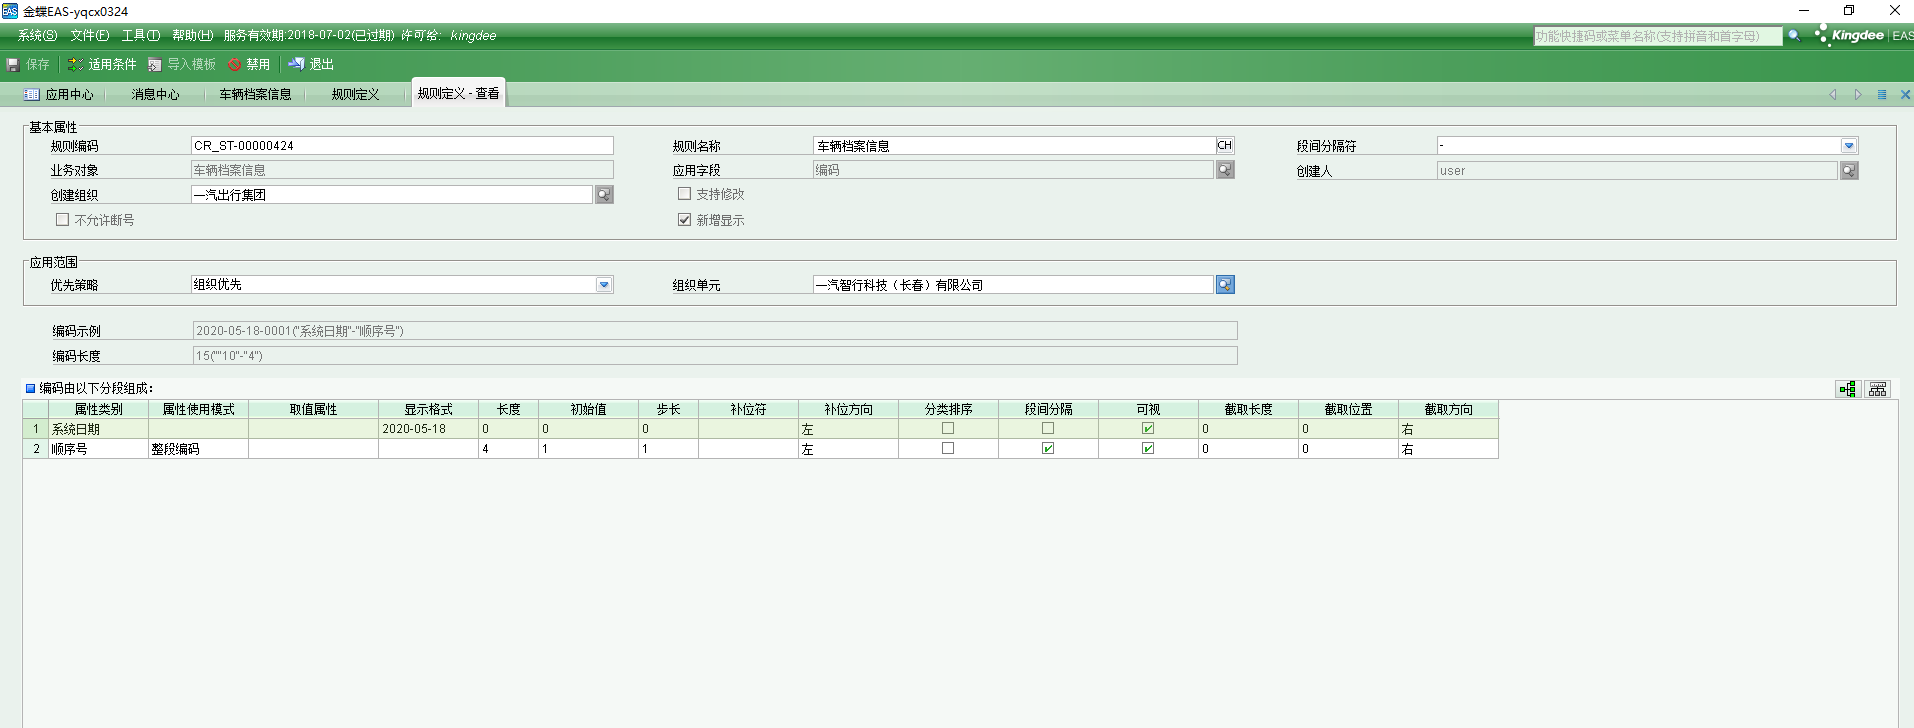 金蝶EAS-yqcx0324
系统(S) 文件(F) 工具(T) 帮助(H) 服务有效期:2018-07-02(已过期) 许可给: kingdee
功能快捷码或菜单名称(支持拼音和首字母) Kingdee EAS
保存 适用条件 导入模板 禁用 退出
应用中心 消息中心 车辆档案信息 规则定义 规则定义 - 查看
基本属性
规则编码 CR_ST-00000424 规则名称 车辆档案信息 CH 段间分隔符 -
业务对象 车辆档案信息 应用字段 编码 创建人 user
创建组织 一汽出行集团 支持修改
不允许断号 新增显示
应用范围
优先策略 组织优先 组织单元 一汽智行科技（长春）有限公司
编码示例 2020-05-18-0001("系统日期"-"顺序号")
编码长度 15(""10"-"4")
编码由以下分段组成:
属性类别 属性使用模式 取值属性 显示格式 长度 初始值 步长 补位符 补位方向 分类排序 段间分隔 可视 截取长度 截取位置 截取方向
1 系统日期 2020-05-18 0 0 0 左 0 0 右
2 顺序号 整段编码 4 1 1 左 0 0 右